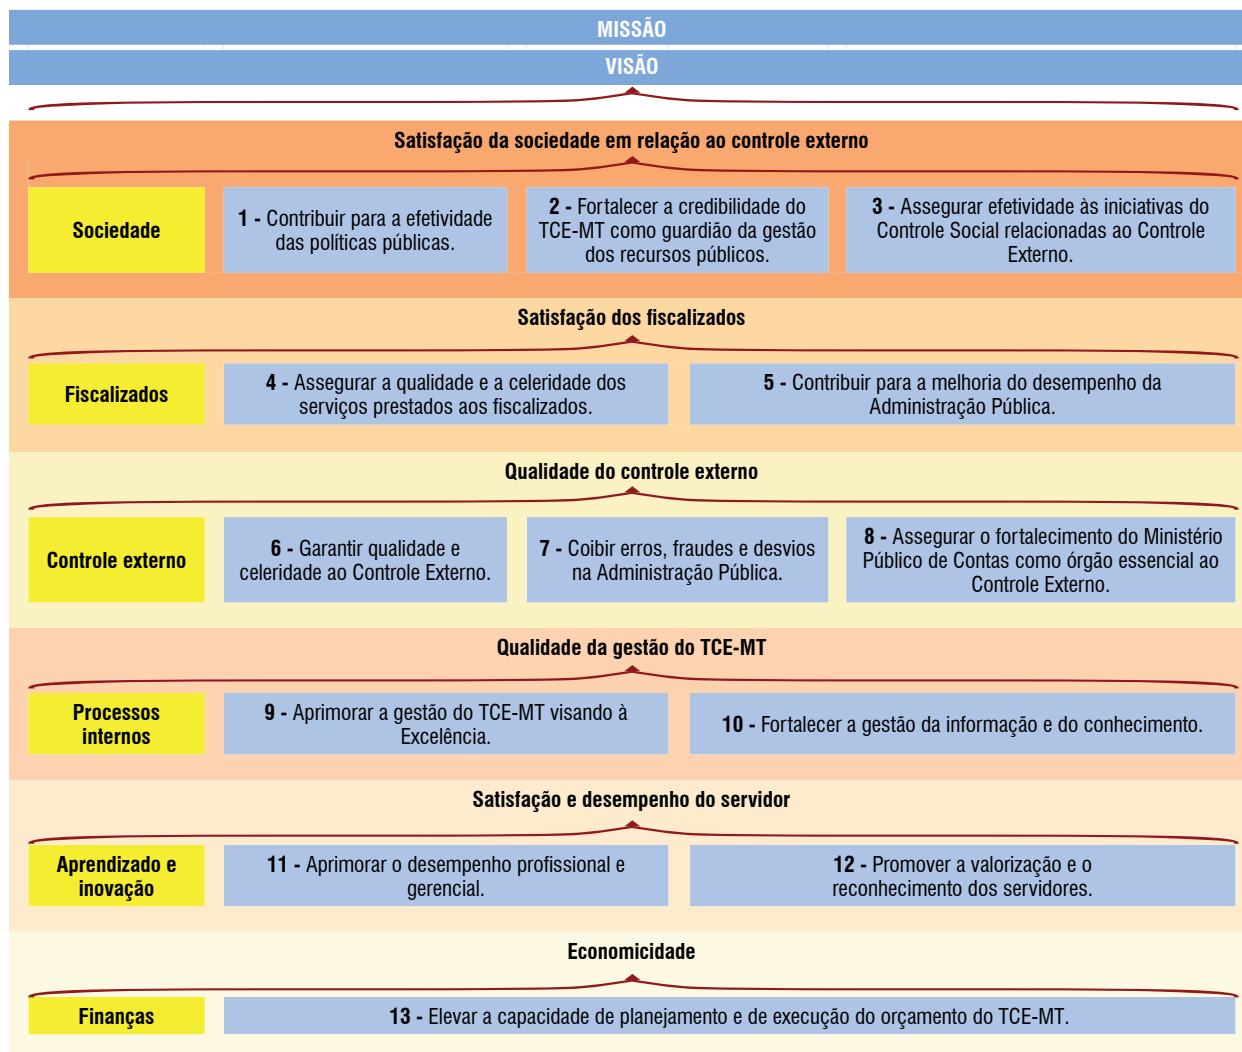 MISSÃO
VISÃO
Satisfação da sociedade em relação ao controle externo
Sociedade
1 - Contribuir para a efetividade
das políticas públicas.
2 - Fortalecer a credibilidade do
TCE-MT como guardião da gestão
dos recursos públicos.
3 - Assegurar efetividade às iniciativas do
Controle Social relacionadas ao Controle
Externo.
Satisfação dos fiscalizados
Fiscalizados
4 - Assegurar a qualidade e a celeridade dos
serviços prestados aos fiscalizados.
5 - Contribuir para a melhoria do desempenho da
Administração Pública.
Qualidade do controle externo
Controle externo
6 - Garantir qualidade e
celeridade ao Controle Externo.
7 - Coibir erros, fraudes e desvios
na Administração Pública.
8 - Assegurar o fortalecimento do Ministério
Público de Contas como órgão essencial ao
Controle Externo.
Qualidade da gestão do TCE-MT
Processos
internos
9 - Aprimorar a gestão do TCE-MT visando à
Excelência.
10 - Fortalecer a gestão da informação e do conhecimento.
Satisfação e desempenho do servidor
Aprendizado e
inovação
11 - Aprimorar o desempenho profissional e
gerencial.
12 - Promover a valorização e o
reconhecimento dos servidores.
Economicidade
Finanças
13 - Elevar a capacidade de planejamento e de execução do orçamento do TCE-MT.